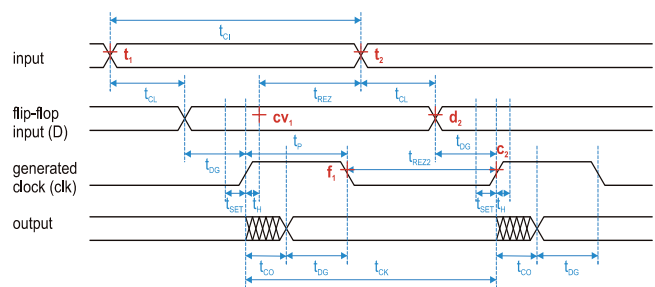 t_CI
input
t_1
t_2
t_CL
t_REZ
t_CL
flip-flop
input (D)
cv_1
d_2
t_DG
t_P
t_DG
c_2
generated
clock (clk)
f_1
t_REZ2
t_SET
t_H
t_SET
t_H
output
t_CO
t_DG
t_CK
t_CO
t_DG